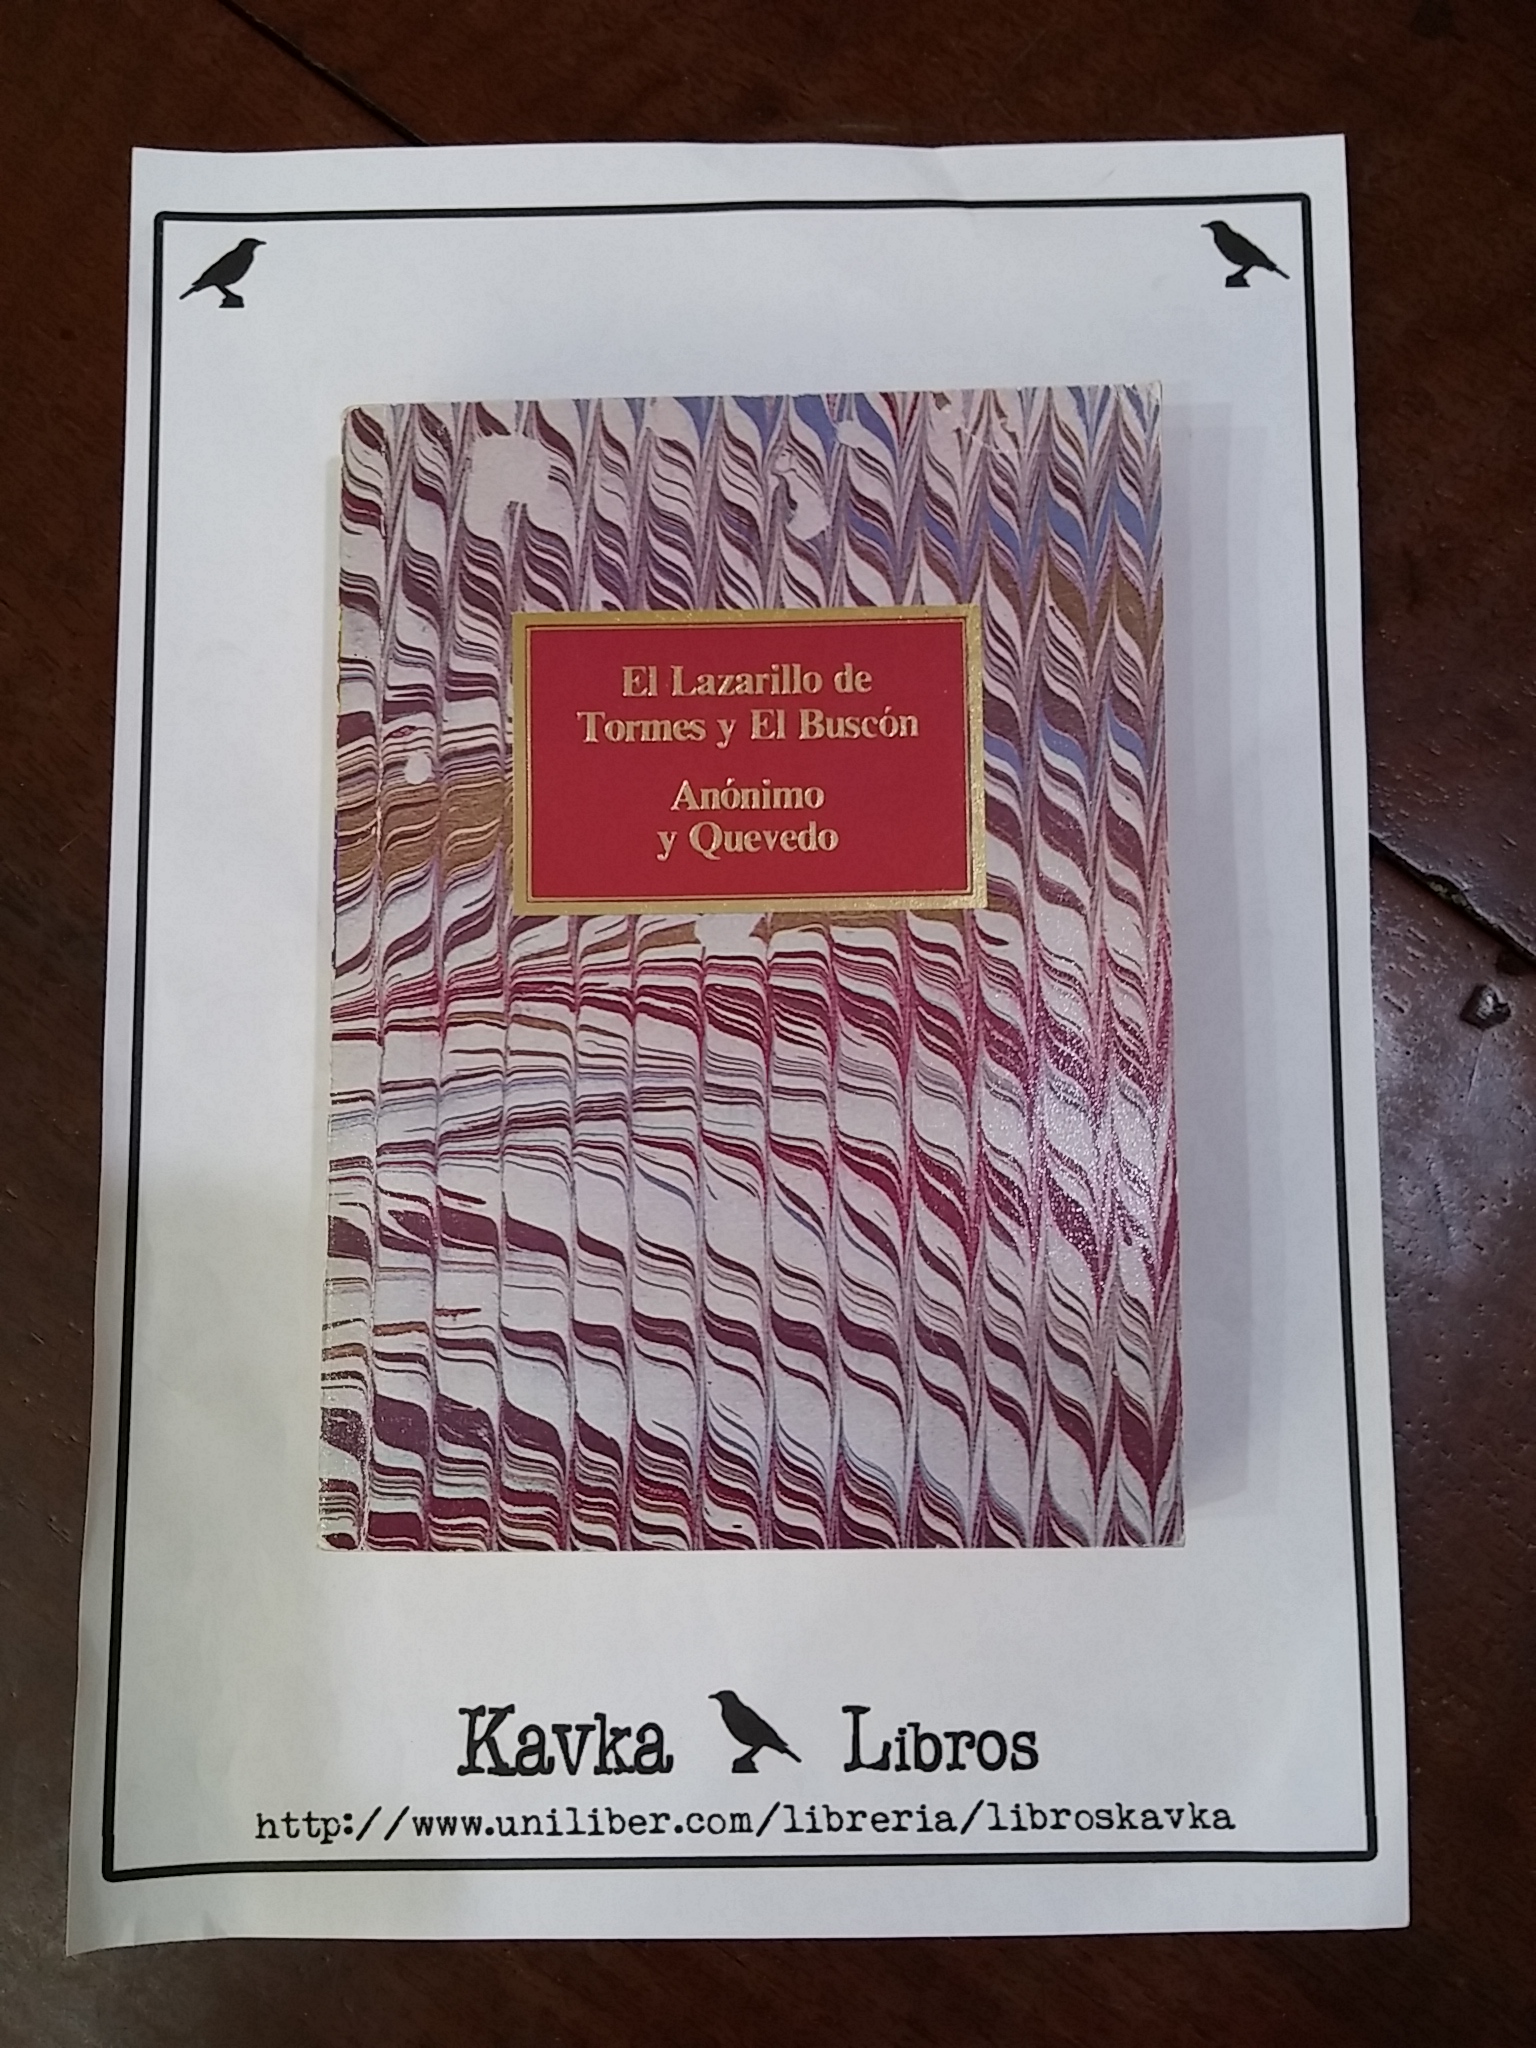 El Lazarillo de
Tormes y El Buscón
Anónimo
y Quevedo
Kavka Libros
http://www.uniliber.com/libreria/libroskavka